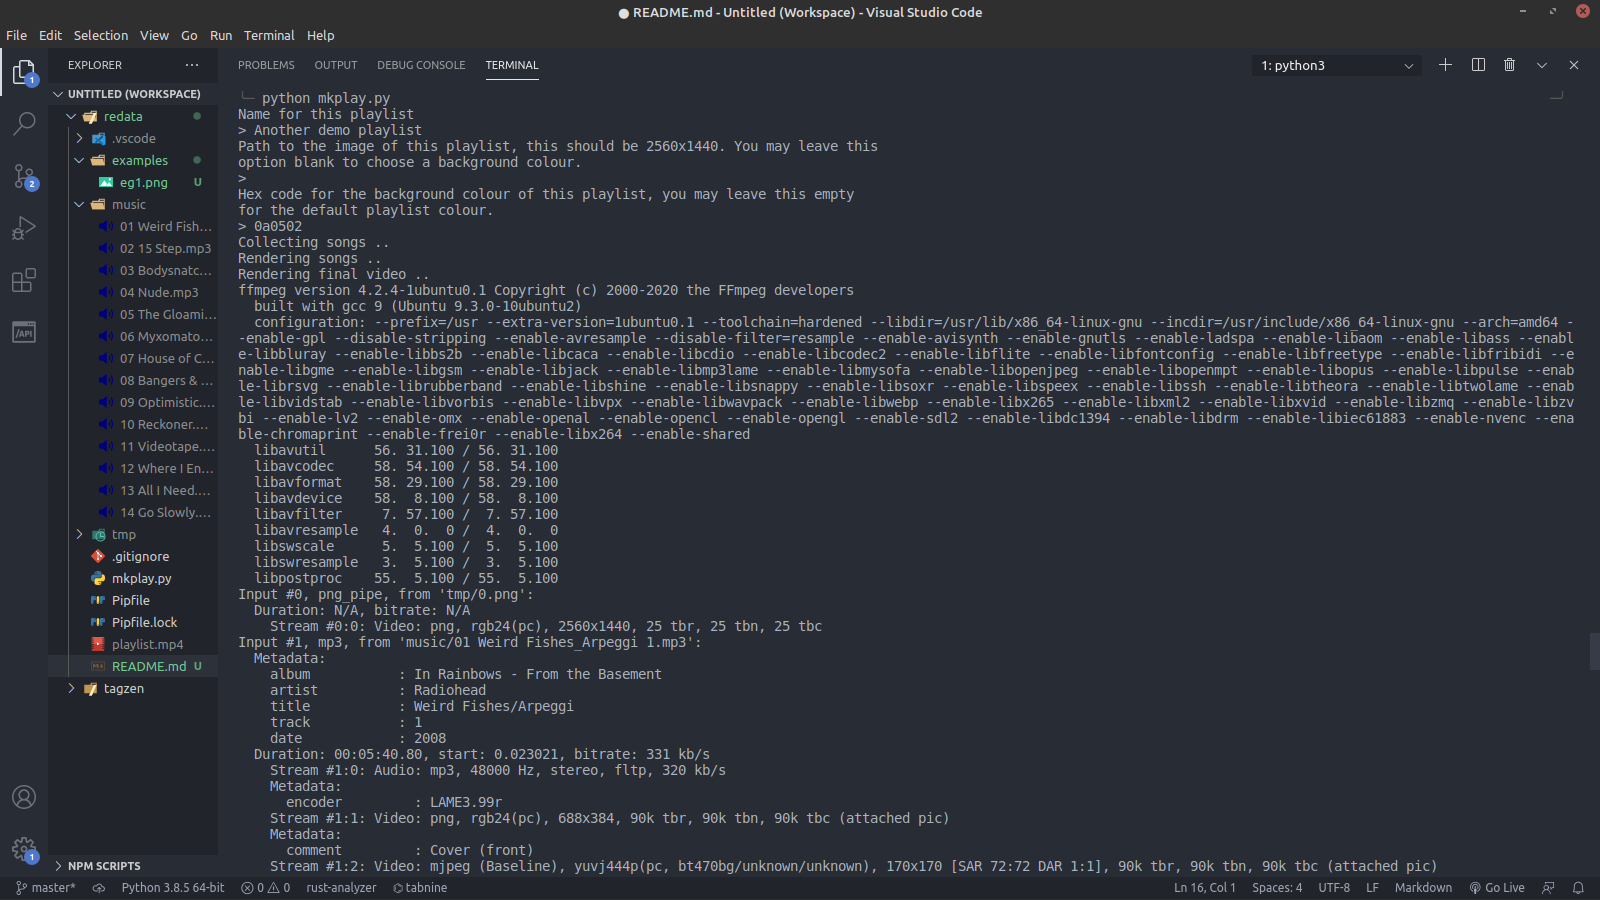 README.md - Untitled (Workspace) - Visual Studio Code
File Edit Selection View Go Run Terminal Help
EXPLORER
UNTITLED (WORKSPACE)
redata
.vscode
examples
eg1.png U
music
01 Weird Fish...
02 15 Step.mp3
03 Bodysnatc...
04 Nude.mp3
05 The Gloami...
06 Myxomato...
07 House of C...
08 Bangers & ...
09 Optimistic....
10 Reckoner....
11 Videotape....
12 Where I En...
13 All I Need....
14 Go Slowly....
tmp
.gitignore
mkplay.py
Pipfile
Pipfile.lock
playlist.mp4
README.md U
tagzen
NPM SCRIPTS
PROBLEMS OUTPUT DEBUG CONSOLE TERMINAL
1: python3
python mkplay.py
Name for this playlist
> Another demo playlist
Path to the image of this playlist, this should be 2560x1440. You may leave this
option blank to choose a background colour.
>
Hex code for the background colour of this playlist, you may leave this empty
for the default playlist colour.
> 0a0502
Collecting songs ..
Rendering songs ..
Rendering final video ..
ffmpeg version 4.2.4-1ubuntu0.1 Copyright (c) 2000-2020 the FFmpeg developers
built with gcc 9 (Ubuntu 9.3.0-10ubuntu2)
configuration: --prefix=/usr --extra-version=1ubuntu0.1 --toolchain=hardened --libdir=/usr/lib/x86_64-linux-gnu --incdir=/usr/include/x86_64-linux-gnu --arch=amd64 -
-enable-gpl --disable-stripping --enable-avresample --disable-filter=resample --enable-avisynth --enable-gnutls --enable-ladspa --enable-libaom --enable-libass --enabl
e-libbluray --enable-libbs2b --enable-libcaca --enable-libcdio --enable-libcodec2 --enable-libflite --enable-libfontconfig --enable-libfreetype --enable-libfribidi --e
nable-libgme --enable-libgsm --enable-libjack --enable-libmp3lame --enable-libmysofa --enable-libopenjpeg --enable-libopenmpt --enable-libopus --enable-libpulse --enab
le-librsvg --enable-librubberband --enable-libshine --enable-libsnappy --enable-libsoxr --enable-libspeex --enable-libssh --enable-libtheora --enable-libtwolame --enab
le-libvidstab --enable-libvorbis --enable-libvpx --enable-libwavpack --enable-libwebp --enable-libx265 --enable-libxml2 --enable-libxvid --enable-libzmq --enable-libzv
bi --enable-lv2 --enable-omx --enable-openal --enable-opencl --enable-opengl --enable-sdl2 --enable-libdc1394 --enable-libdrm --enable-libiec61883 --enable-nvenc --ena
ble-chromaprint --enable-frei0r --enable-libx264 --enable-shared
libavutil 56. 31.100 / 56. 31.100
libavcodec 58. 54.100 / 58. 54.100
libavformat 58. 29.100 / 58. 29.100
libavdevice 58. 8.100 / 58. 8.100
libavfilter 7. 57.100 / 7. 57.100
libavresample 4. 0. 0 / 4. 0. 0
libswscale 5. 5.100 / 5. 5.100
libswresample 3. 5.100 / 3. 5.100
libpostproc 55. 5.100 / 55. 5.100
Input #0, png_pipe, from 'tmp/0.png':
Duration: N/A, bitrate: N/A
Stream #0:0: Video: png, rgb24(pc), 2560x1440, 25 tbr, 25 tbn, 25 tbc
Input #1, mp3, from 'music/01 Weird Fishes_Arpeggi 1.mp3':
Metadata:
album : In Rainbows - From the Basement
artist : Radiohead
title : Weird Fishes/Arpeggi
track : 1
date : 2008
Duration: 00:05:40.80, start: 0.023021, bitrate: 331 kb/s
Stream #1:0: Audio: mp3, 48000 Hz, stereo, fltp, 320 kb/s
Metadata:
encoder : LAME3.99r
Stream #1:1: Video: png, rgb24(pc), 688x384, 90k tbr, 90k tbn, 90k tbc (attached pic)
Metadata:
comment : Cover (front)
Stream #1:2: Video: mjpeg (Baseline), yuvj444p(pc, bt470bg/unknown/unknown), 170x170 [SAR 72:72 DAR 1:1], 90k tbr, 90k tbn, 90k tbc (attached pic)
1
2
/API
1
master* Python 3.8.5 64-bit 0 0 rust-analyzer tabnine Ln 16, Col 1 Spaces: 4 UTF-8 LF Markdown Go Live